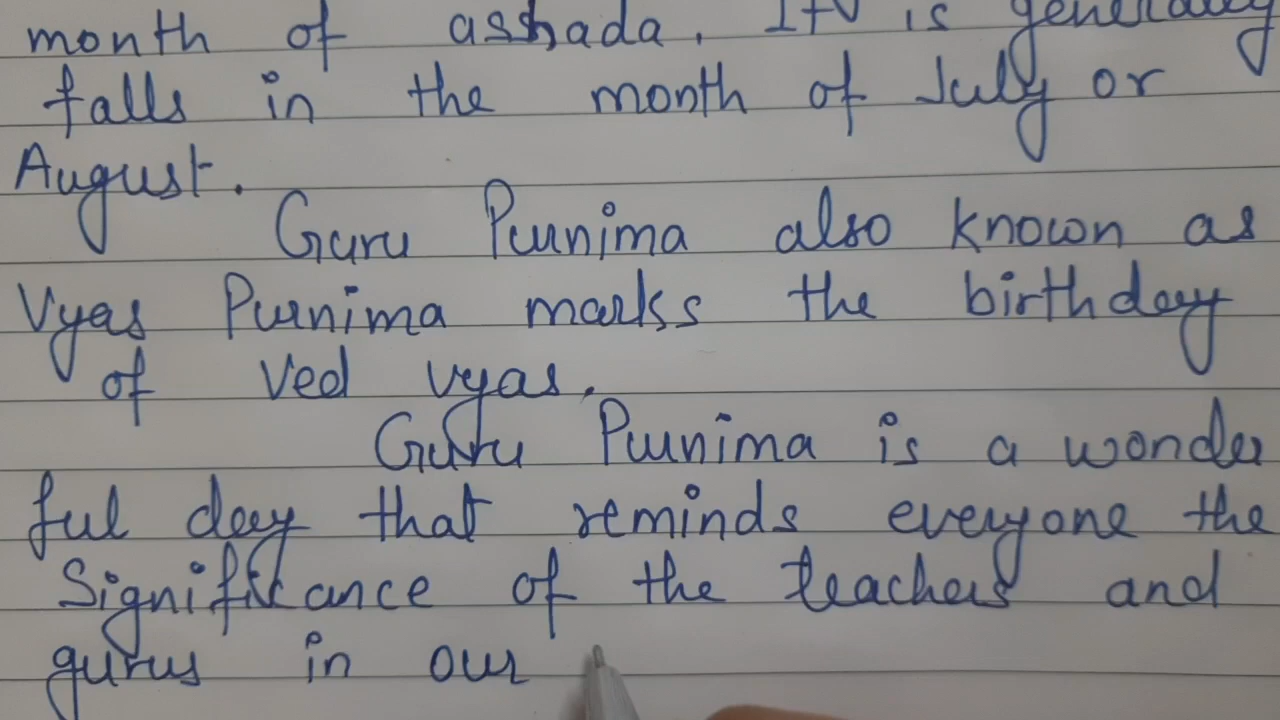 month of asshada. It is generally
falls in the month of July or
August.
Guru Purnima also known as
Vyas Purnima marks the birthday
of Ved vyas.
Guru Purnima is a wonder
ful day that reminds everyone the
Significance of the teachers and
gurus in our